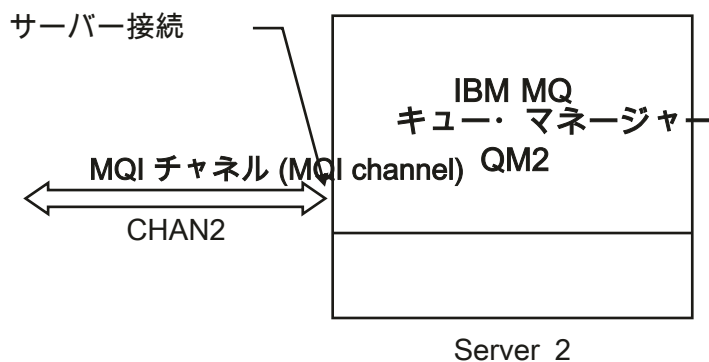 サーバー接続
IBM MQ
キュー・マネージャー
QM2
MQI チャネル (MQI channel)
CHAN2
Server 2